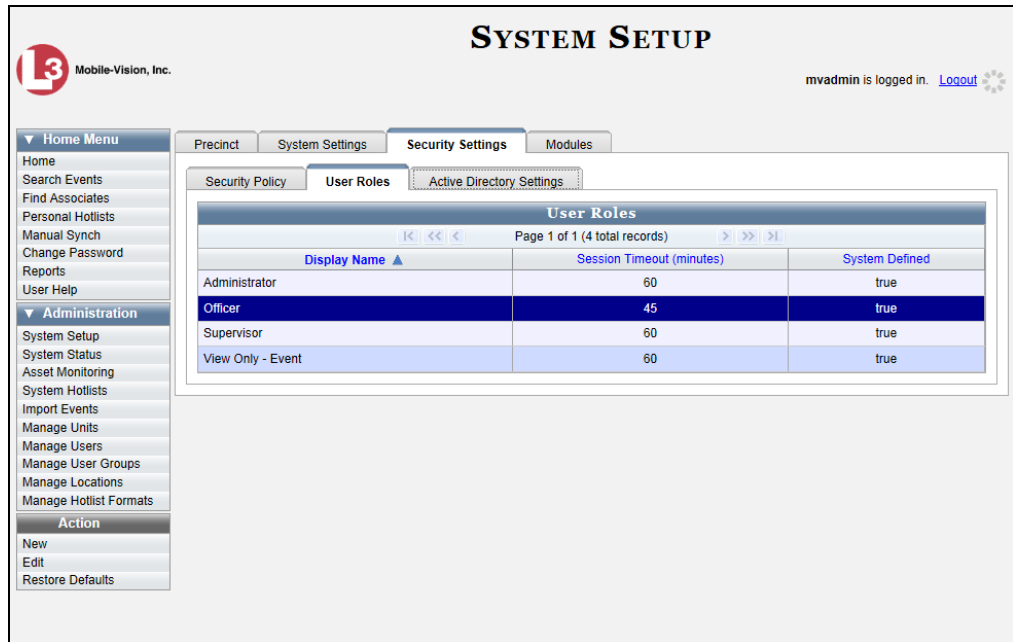 SYSTEM SETUP
L3 Mobile-Vision, Inc.
mvadmin is logged in. Logout
▼ Home Menu
Home
Search Events
Find Associates
Personal Hotlists
Manual Synch
Change Password
Reports
User Help
▼ Administration
System Setup
System Status
Asset Monitoring
System Hotlists
Import Events
Manage Units
Manage Users
Manage User Groups
Manage Locations
Manage Hotlist Formats
Action
New
Edit
Restore Defaults
Precinct System Settings Security Settings Modules
Security Policy User Roles Active Directory Settings
User Roles
|< << < Page 1 of 1 (4 total records) > >> >|
Display Name ▲ Session Timeout (minutes) System Defined
Administrator 60 true
Officer 45 true
Supervisor 60 true
View Only - Event 60 true